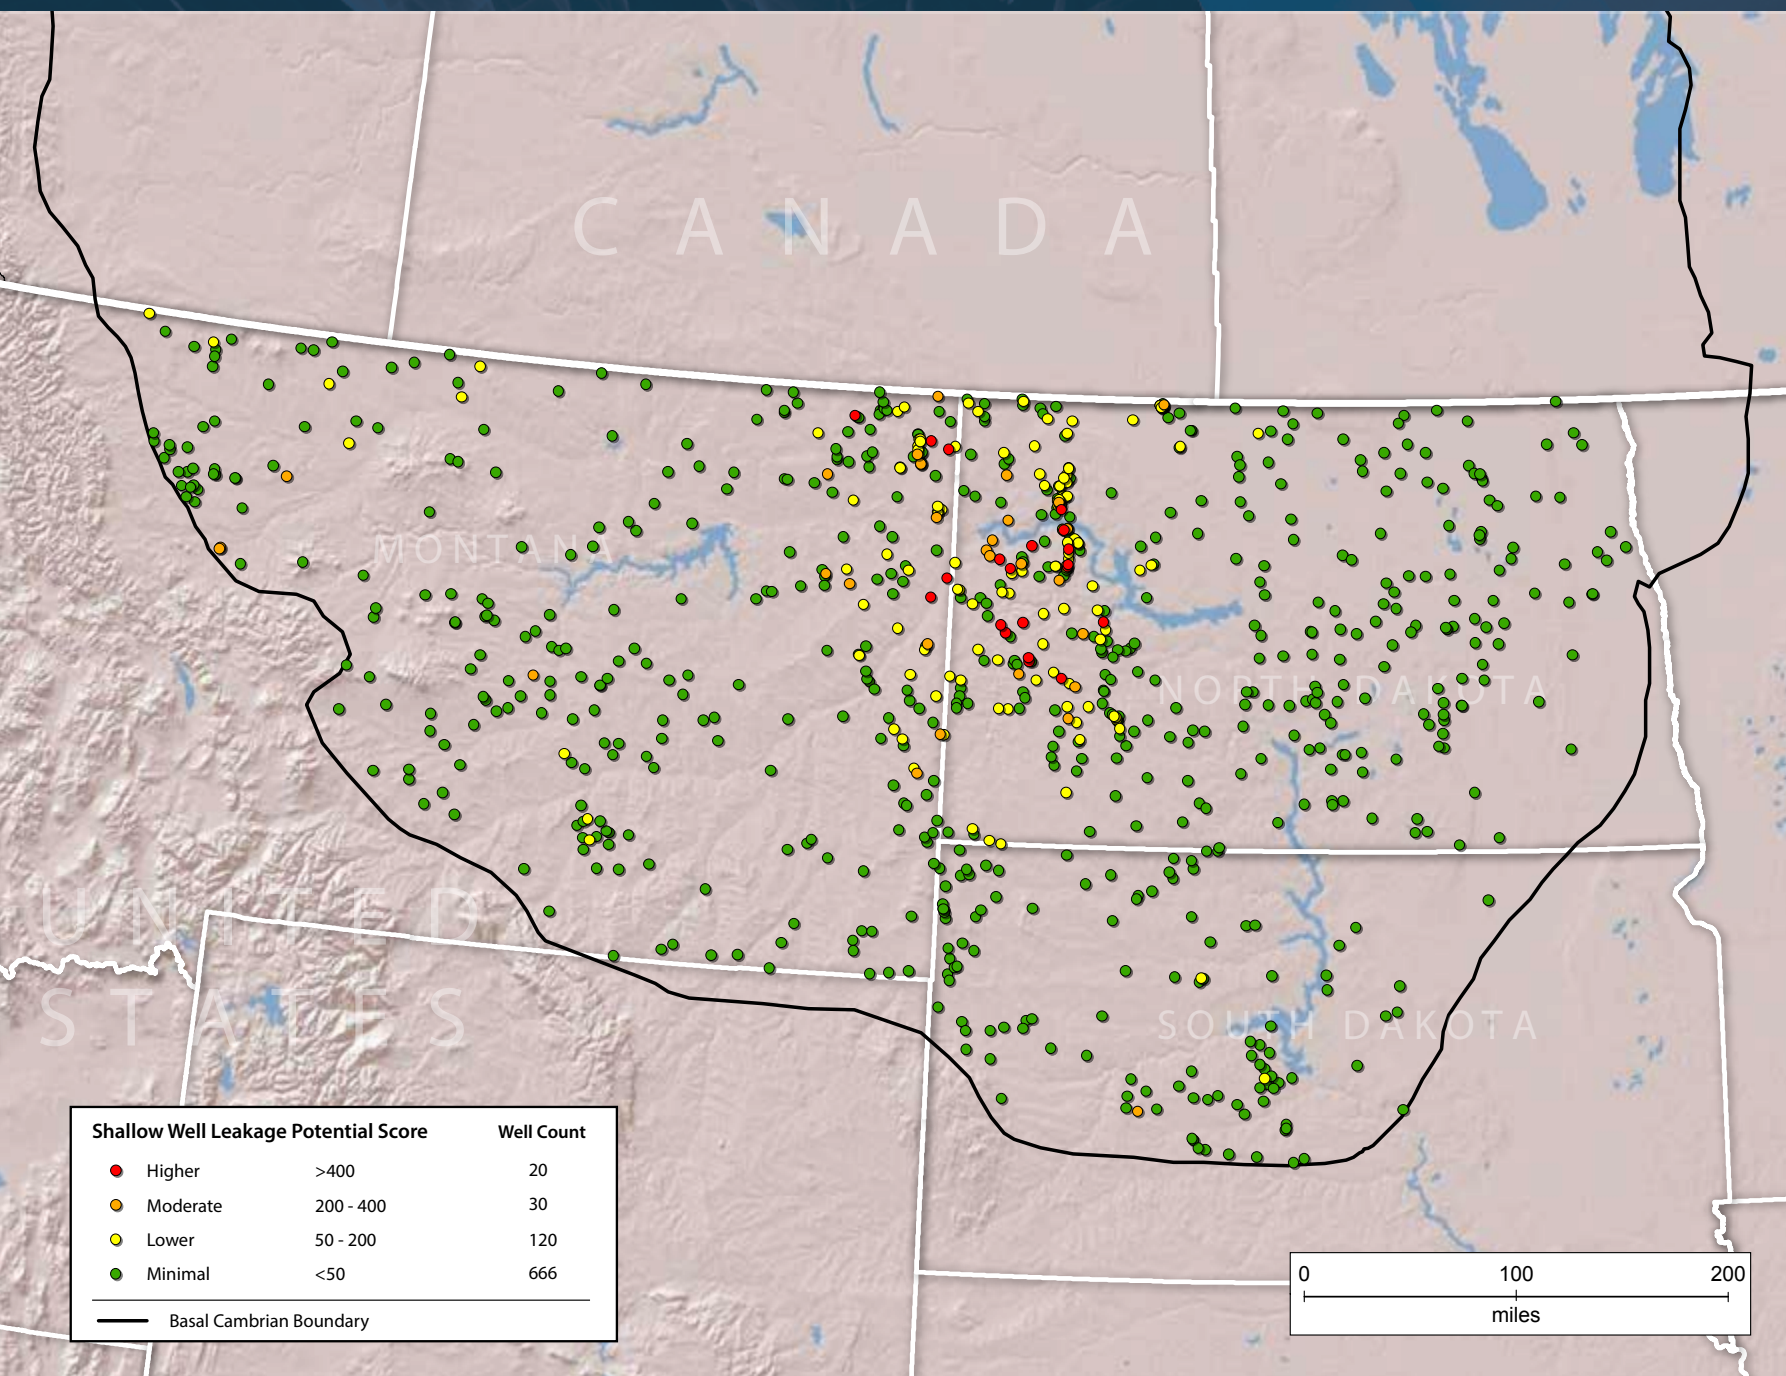 CANADA
MONTANA
NORTH DAKOTA
UNITED
STATES
SOUTH DAKOTA
Shallow Well Leakage Potential Score Well Count
Higher >400 20
Moderate 200 - 400 30
Lower 50 - 200 120
Minimal <50 666
Basal Cambrian Boundary
0 100 200
miles